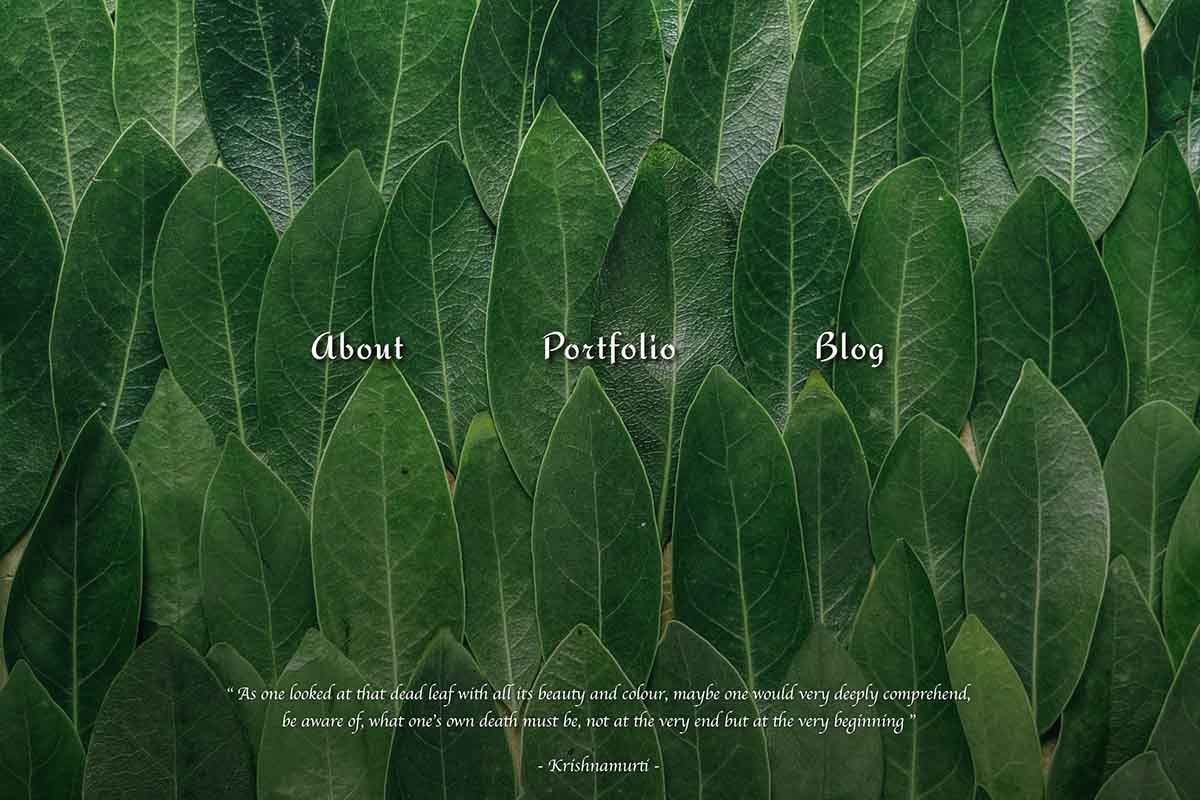 About Portfolio Blog
“ As one looked at that dead leaf with all its beauty and colour, maybe one would very deeply comprehend,
be aware of, what one's own death must be, not at the very end but at the very beginning ”
- Krishnamurti -